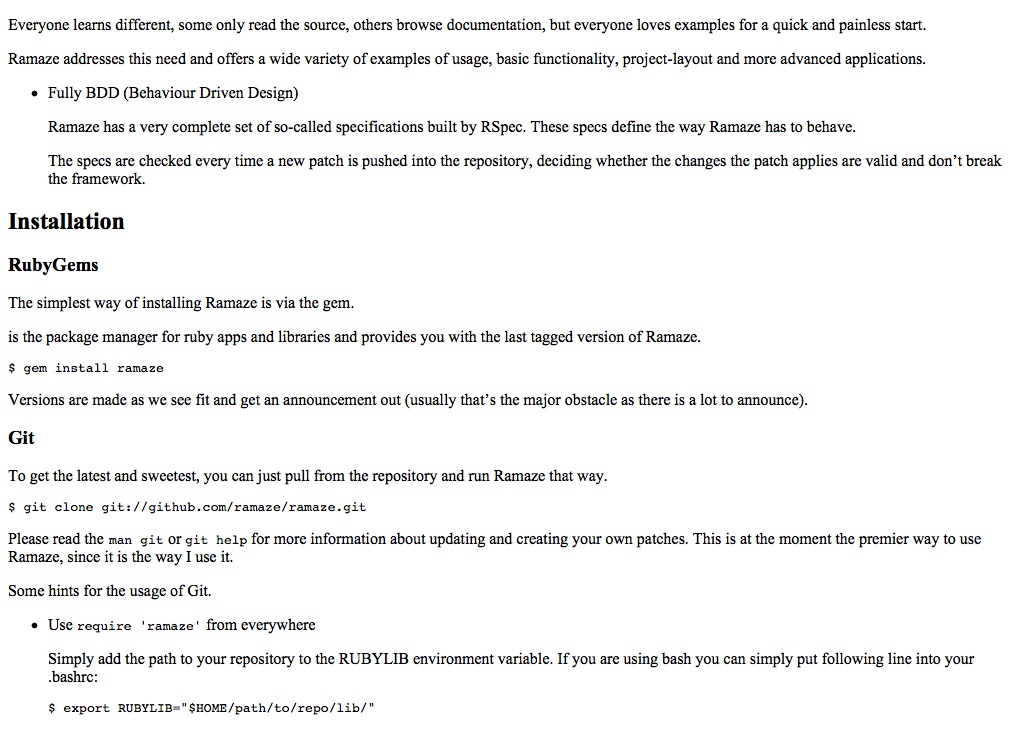 Everyone learns different, some only read the source, others browse documentation, but everyone loves examples for a quick and painless start.
Ramaze addresses this need and offers a wide variety of examples of usage, basic functionality, project-layout and more advanced applications.
• Fully BDD (Behaviour Driven Design)
Ramaze has a very complete set of so-called specifications built by RSpec. These specs define the way Ramaze has to behave.
The specs are checked every time a new patch is pushed into the repository, deciding whether the changes the patch applies are valid and don’t break
the framework.
Installation
RubyGems
The simplest way of installing Ramaze is via the gem.
is the package manager for ruby apps and libraries and provides you with the last tagged version of Ramaze.
$ gem install ramaze
Versions are made as we see fit and get an announcement out (usually that’s the major obstacle as there is a lot to announce).
Git
To get the latest and sweetest, you can just pull from the repository and run Ramaze that way.
$ git clone git://github.com/ramaze/ramaze.git
Please read the man git or git help for more information about updating and creating your own patches. This is at the moment the premier way to use
Ramaze, since it is the way I use it.
Some hints for the usage of Git.
• Use require 'ramaze' from everywhere
Simply add the path to your repository to the RUBYLIB environment variable. If you are using bash you can simply put following line into your
.bashrc:
$ export RUBYLIB="$HOME/path/to/repo/lib/"